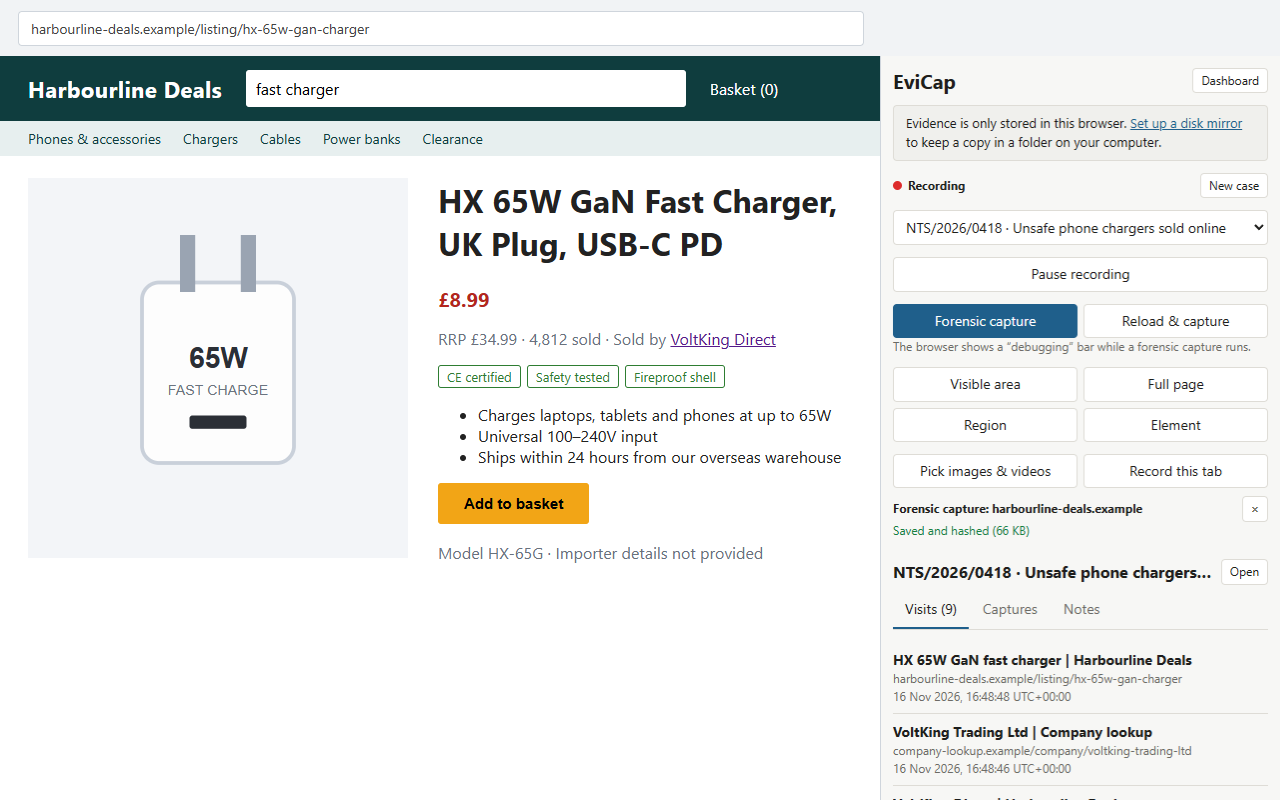 harbourline-deals.example/listing/hx-65w-gan-charger
Harbourline Deals
fast charger
Basket (0)
Phones & accessories
Chargers
Cables
Power banks
Clearance
65W
FAST CHARGE
HX 65W GaN Fast Charger,
UK Plug, USB-C PD
£8.99
RRP £34.99 · 4,812 sold · Sold by VoltKing Direct
CE certified
Safety tested
Fireproof shell
Charges laptops, tablets and phones at up to 65W
Universal 100–240V input
Ships within 24 hours from our overseas warehouse
Add to basket
Model HX-65G · Importer details not provided
EviCap
Dashboard
Evidence is only stored in this browser. Set up a disk mirror
to keep a copy in a folder on your computer.
Recording
New case
NTS/2026/0418 · Unsafe phone chargers sold online
Pause recording
Forensic capture
Reload & capture
The browser shows a “debugging” bar while a forensic capture runs.
Visible area
Full page
Region
Element
Pick images & videos
Record this tab
Forensic capture: harbourline-deals.example
×
Saved and hashed (66 KB)
NTS/2026/0418 · Unsafe phone chargers...
Open
Visits (9)
Captures
Notes
HX 65W GaN fast charger | Harbourline Deals
harbourline-deals.example/listing/hx-65w-gan-charger
16 Nov 2026, 16:48:48 UTC+00:00
VoltKing Trading Ltd | Company lookup
company-lookup.example/company/voltking-trading-ltd
16 Nov 2026, 16:48:46 UTC+00:00